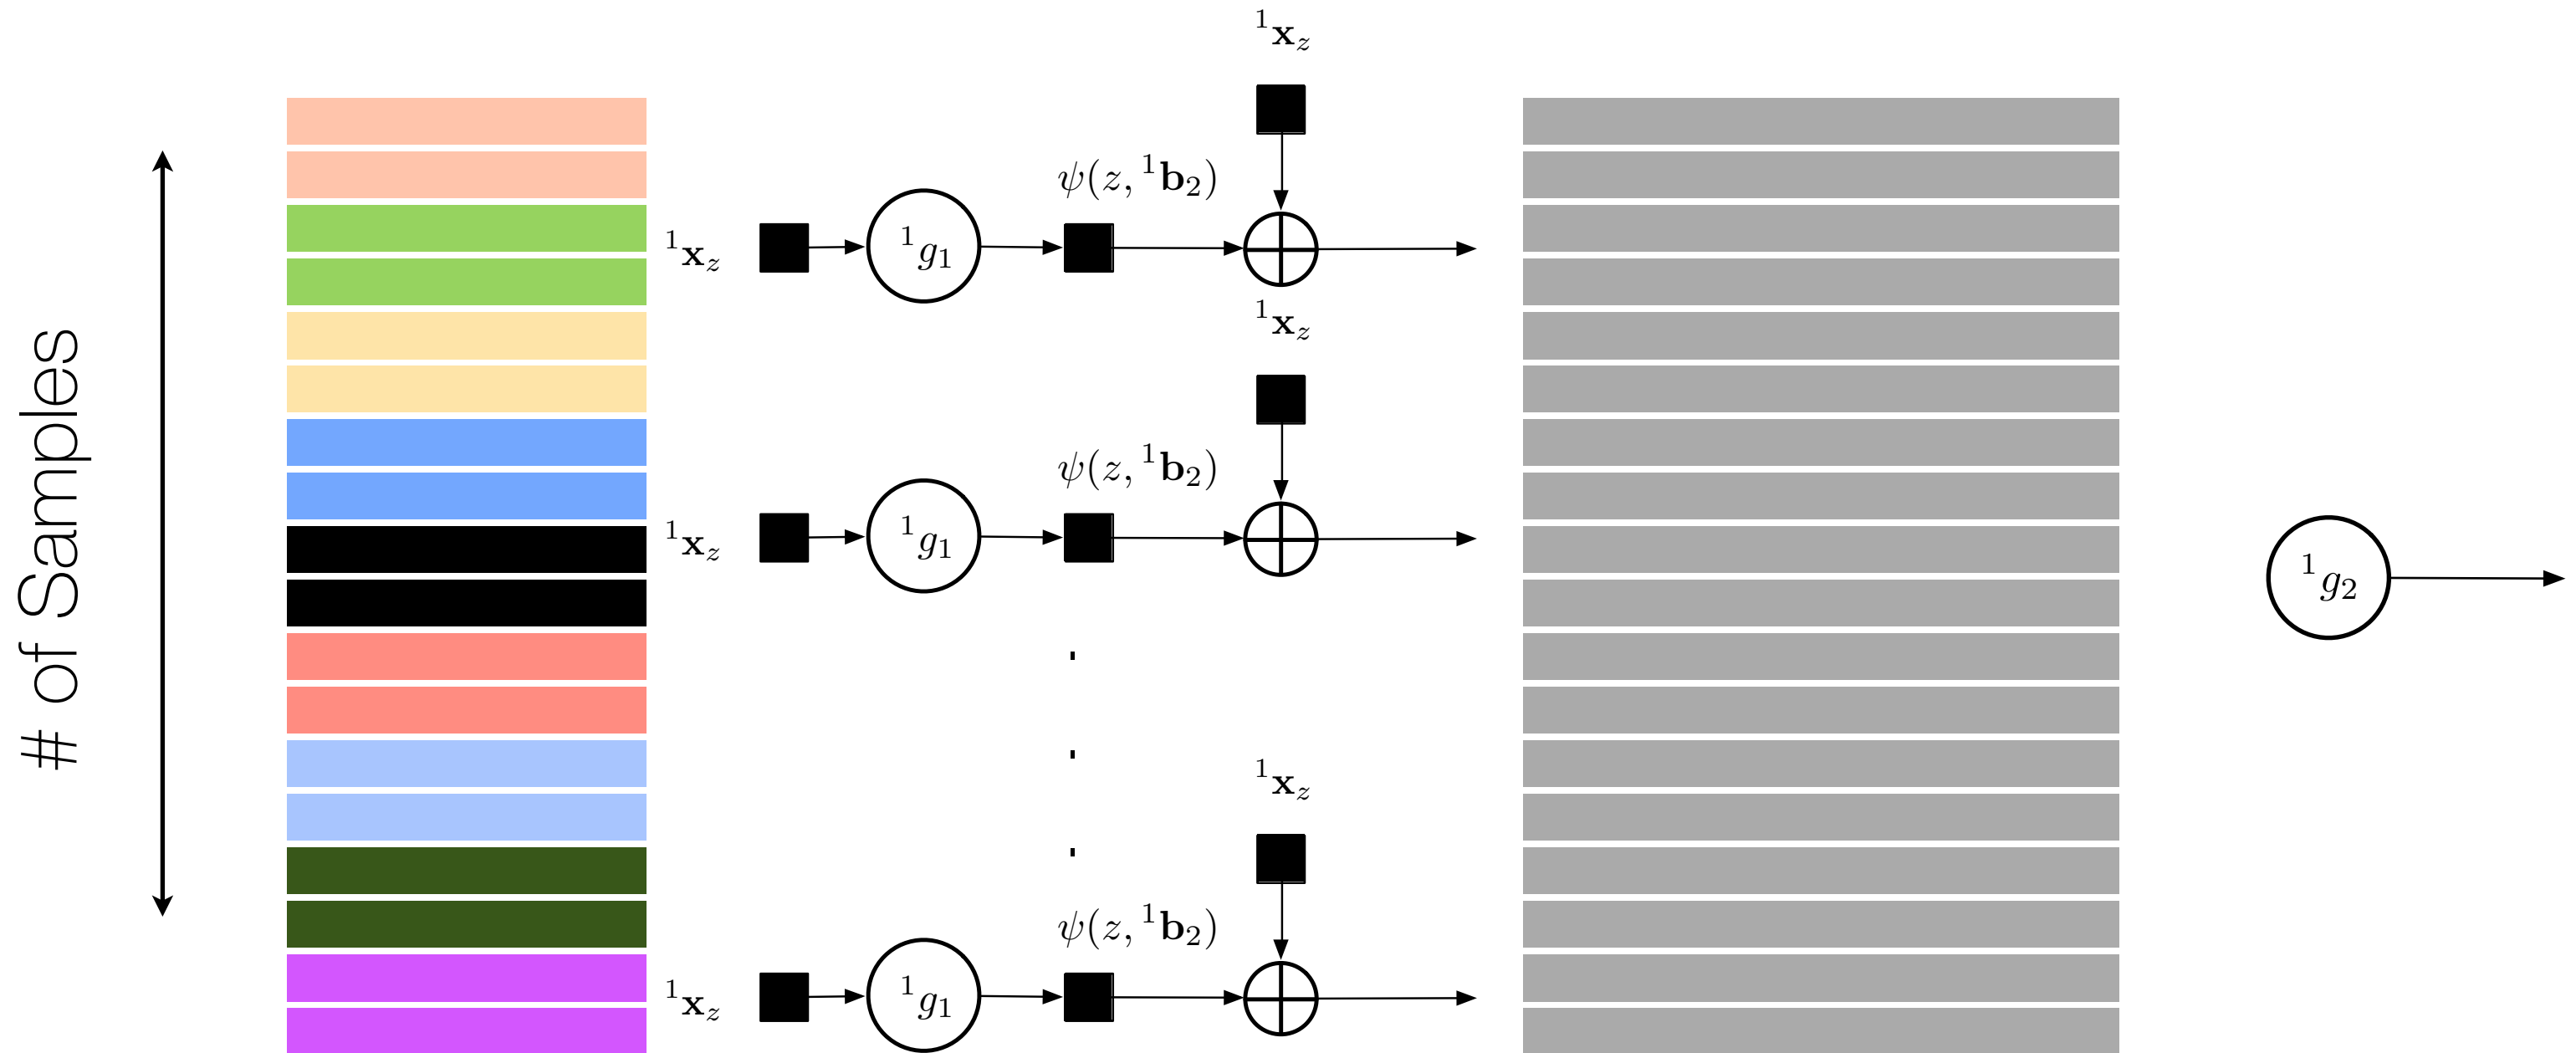 # of Samples
¹x_z
ψ(z, ¹b₂)
¹x_z
¹g₁
¹x_z
ψ(z, ¹b₂)
¹x_z
¹g₁
¹g₂
¹x_z
ψ(z, ¹b₂)
¹x_z
¹g₁